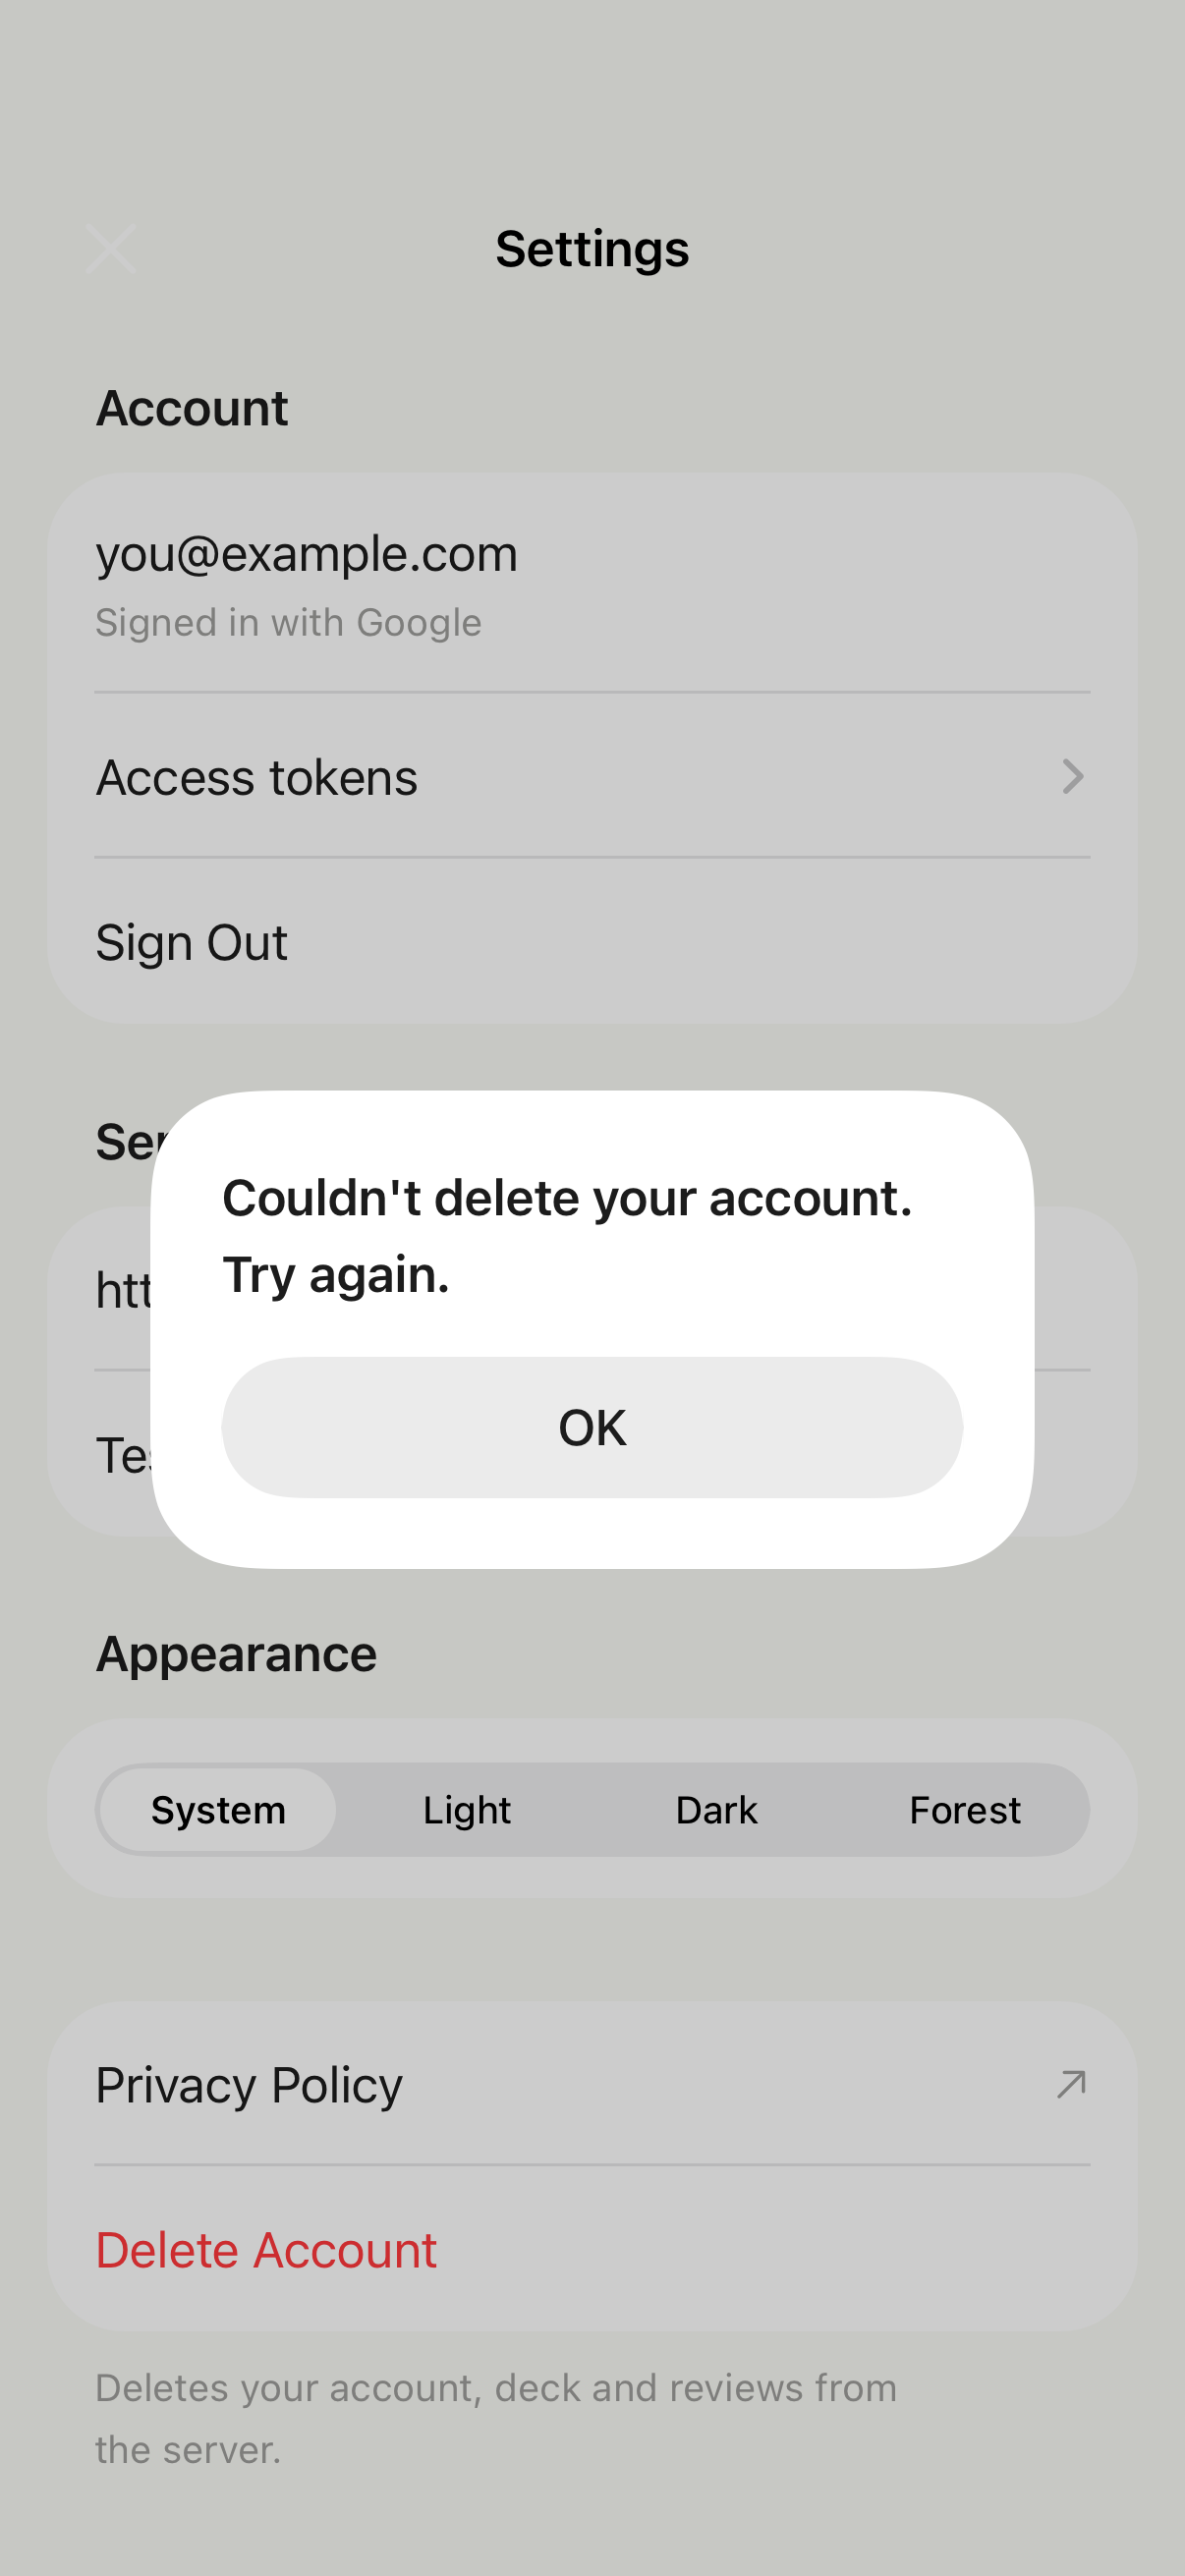 Settings
Account
you@example.com
Signed in with Google
Access tokens
Sign Out
Couldn't delete your account.
Try again.
OK
Appearance
System Light Dark Forest
Privacy Policy
Delete Account
Deletes your account, deck and reviews from
the server.